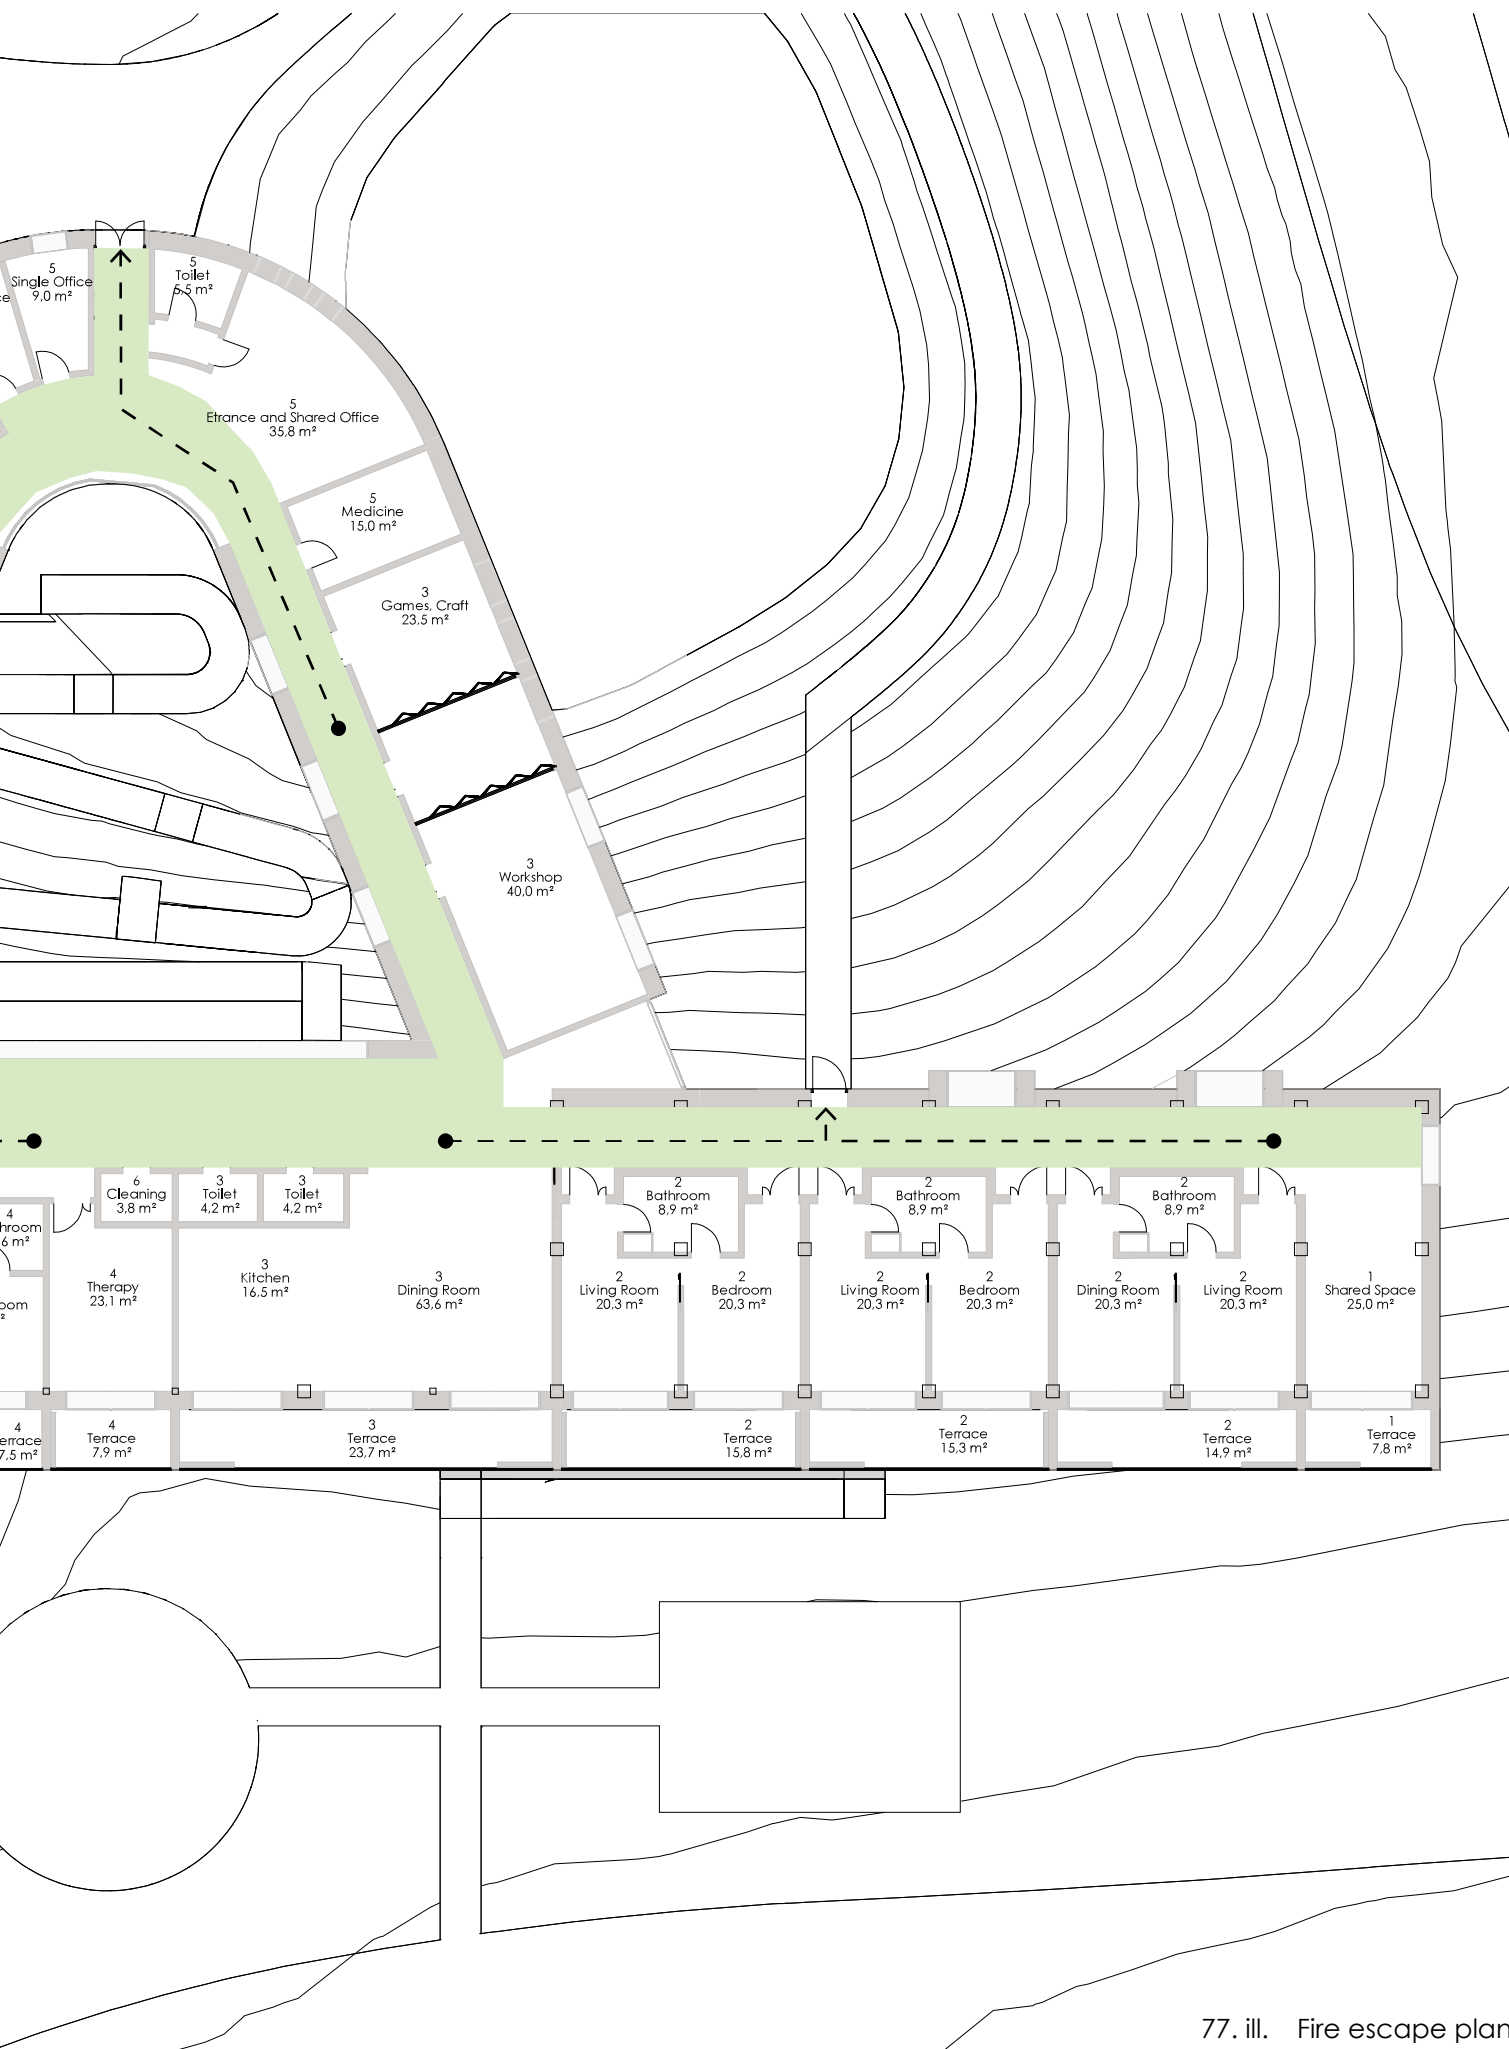 5
Single Office
9,0 m²
5
Toilet
5,5 m²
5
Etrance and Shared Office
35,8 m²
5
Medicine
15,0 m²
3
Games, Craft
23,5 m²
3
Workshop
40,0 m²
6
Cleaning
3,8 m²
3
Toilet
4,2 m²
3
Toilet
4,2 m²
2
Bathroom
8,9 m²
2
Bathroom
8,9 m²
2
Bathroom
8,9 m²
4
4
Therapy
23,1 m²
3
Kitchen
16,5 m²
3
Dining Room
63,6 m²
2
Living Room
20,3 m²
2
Bedroom
20,3 m²
2
Living Room
20,3 m²
2
Bedroom
20,3 m²
2
Dining Room
20,3 m²
2
Living Room
20,3 m²
1
Shared Space
25,0 m²
4
7,5 m²
4
Terrace
7,9 m²
3
Terrace
23,7 m²
2
Terrace
15,8 m²
2
Terrace
15,3 m²
2
Terrace
14,9 m²
1
Terrace
7,8 m²
77. ill. Fire escape plan